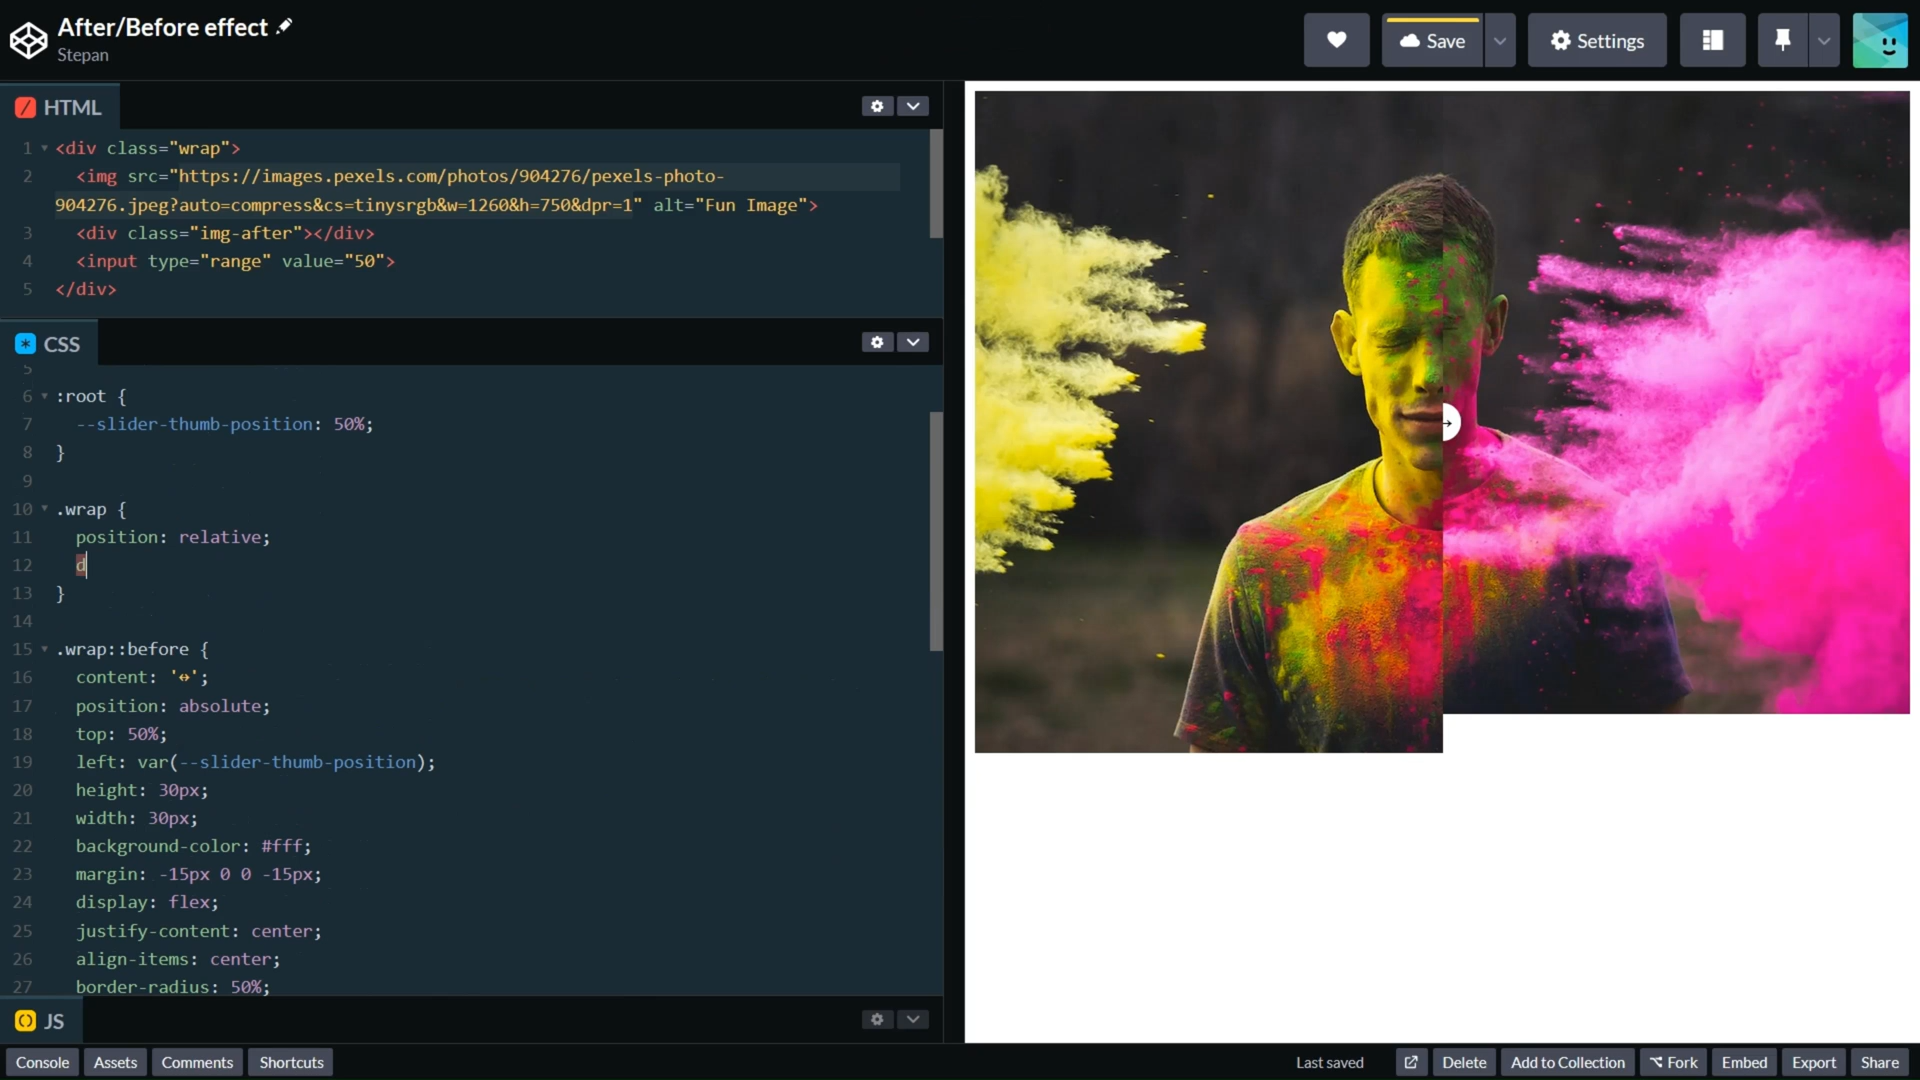 After/Before effect
Stepan
Save
Settings
HTML
1 <div class="wrap">
2 <img src="https://images.pexels.com/photos/904276/pexels-photo-
904276.jpeg?auto=compress&cs=tinysrgb&w=1260&h=750&dpr=1" alt="Fun Image">
3 <div class="img-after"></div>
4 <input type="range" value="50">
5 </div>
CSS
5
6 :root {
7 --slider-thumb-position: 50%;
8 }
9
10 .wrap {
11 position: relative;
12 d
13 }
14
15 .wrap::before {
16 content: '↔';
17 position: absolute;
18 top: 50%;
19 left: var(--slider-thumb-position);
20 height: 30px;
21 width: 30px;
22 background-color: #fff;
23 margin: -15px 0 0 -15px;
24 display: flex;
25 justify-content: center;
26 align-items: center;
27 border-radius: 50%;
JS
Console Assets Comments Shortcuts
Last saved Delete Add to Collection Fork Embed Export Share